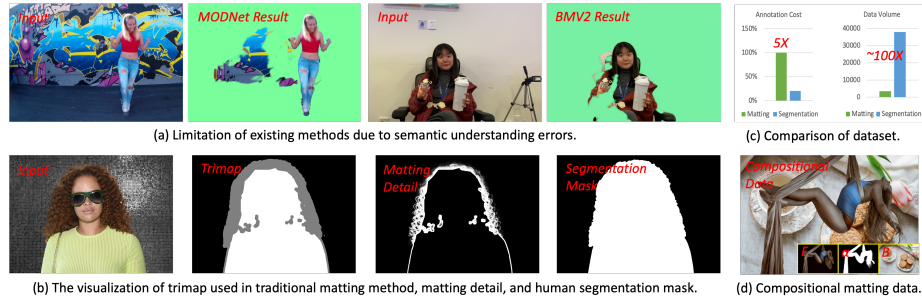 Input
MODNet Result
Input
BMV2 Result
Annotation Cost
150%
100%
50%
0%
5X
Matting
Segmentation
Data Volume
40000
30000
20000
10000
0
~100X
Matting
Segmentation
(a) Limitation of existing methods due to semantic understanding errors.
(c) Comparison of dataset.
Input
Trimap
Matting
Detail
Segmentation
Mask
Compositional
Data
F
α
B
(b) The visualization of trimap used in traditional matting method, matting detail, and human segmentation mask.
(d) Compositional matting data.